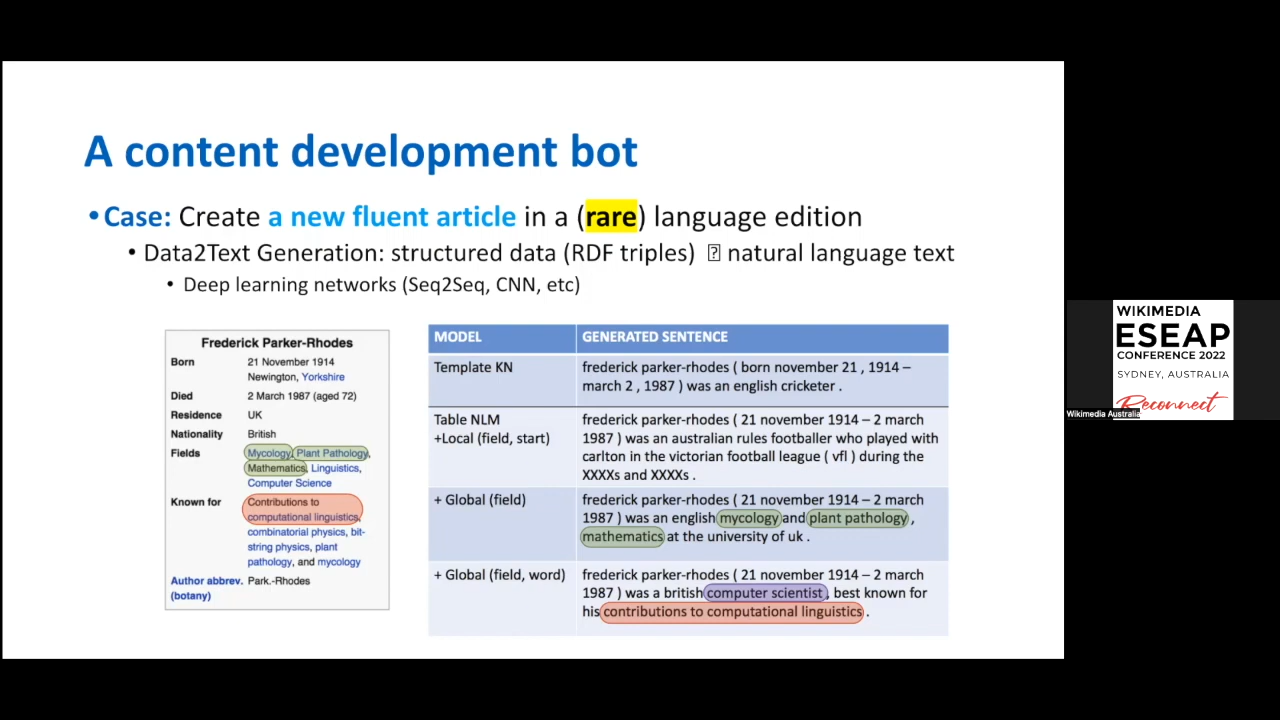 A content development bot
• Case: Create a new fluent article in a (rare) language edition
• Data2Text Generation: structured data (RDF triples) natural language text
• Deep learning networks (Seq2Seq, CNN, etc)
Frederick Parker-Rhodes
Born 21 November 1914
Newington, Yorkshire
Died 2 March 1987 (aged 72)
Residence UK
Nationality British
Fields Mycology, Plant Pathology,
Mathematics, Linguistics,
Computer Science
Known for Contributions to
computational linguistics,
combinatorial physics, bit-
string physics, plant
pathology, and mycology
Author abbrev. Park.-Rhodes
(botany)
MODEL GENERATED SENTENCE
Template KN frederick parker-rhodes ( born november 21 , 1914 –
march 2 , 1987 ) was an english cricketer .
Table NLM frederick parker-rhodes ( 21 november 1914 – 2 march
+Local (field, start) 1987 ) was an australian rules footballer who played with
carlton in the victorian football league ( vfl ) during the
XXXXs and XXXXs .
+ Global (field) frederick parker-rhodes ( 21 november 1914 – 2 march
1987 ) was an english mycology and plant pathology ,
mathematics at the university of uk .
+ Global (field, word) frederick parker-rhodes ( 21 november 1914 – 2 march
1987 ) was a british computer scientist , best known for
his contributions to computational linguistics .
WIKIMEDIA
ESEAP
CONFERENCE 2022
SYDNEY, AUSTRALIA
Reconnect
Wikimedia Australia